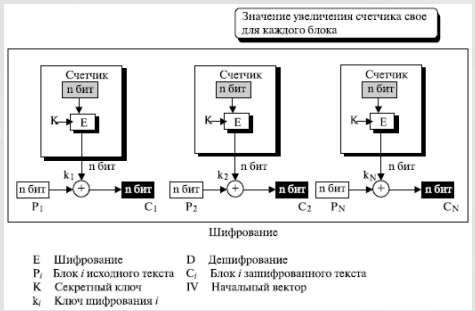 Значение увеличения счетчика свое
для каждого блока
Счетчик Счетчик Счетчик
n бит n бит n бит
K E K E K E
n бит n бит n бит
k1 k2 kN
n бит + n бит n бит + n бит n бит + n бит
P1 C1 P2 C2 PN CN
Шифрование
E Шифрование D Дешифрование
Pi Блок i исходного текста Ci Блок i зашифрованного текста
K Секретный ключ IV Начальный вектор
ki Ключ шифрования i